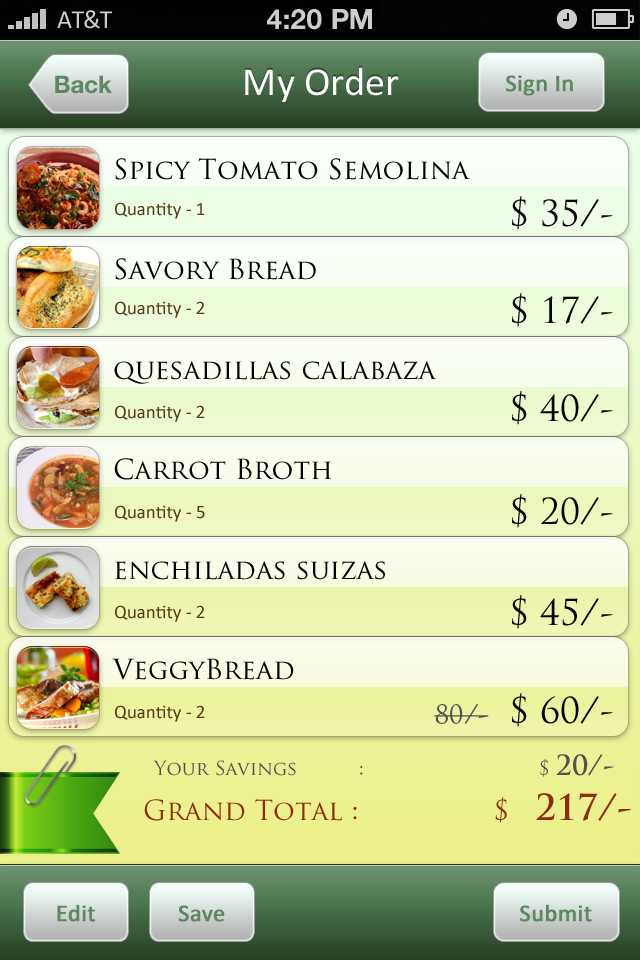 AT&T 4:20 PM
Back My Order Sign In
Spicy Tomato Semolina
Quantity - 1
$ 35/-
Savory Bread
Quantity - 2
$ 17/-
quesadillas calabaza
Quantity - 2
$ 40/-
Carrot Broth
Quantity - 5
$ 20/-
enchiladas suizas
Quantity - 2
$ 45/-
VeggyBread
Quantity - 2
80/- $ 60/-
Your Savings : $ 20/-
Grand Total : $ 217/-
Edit Save Submit